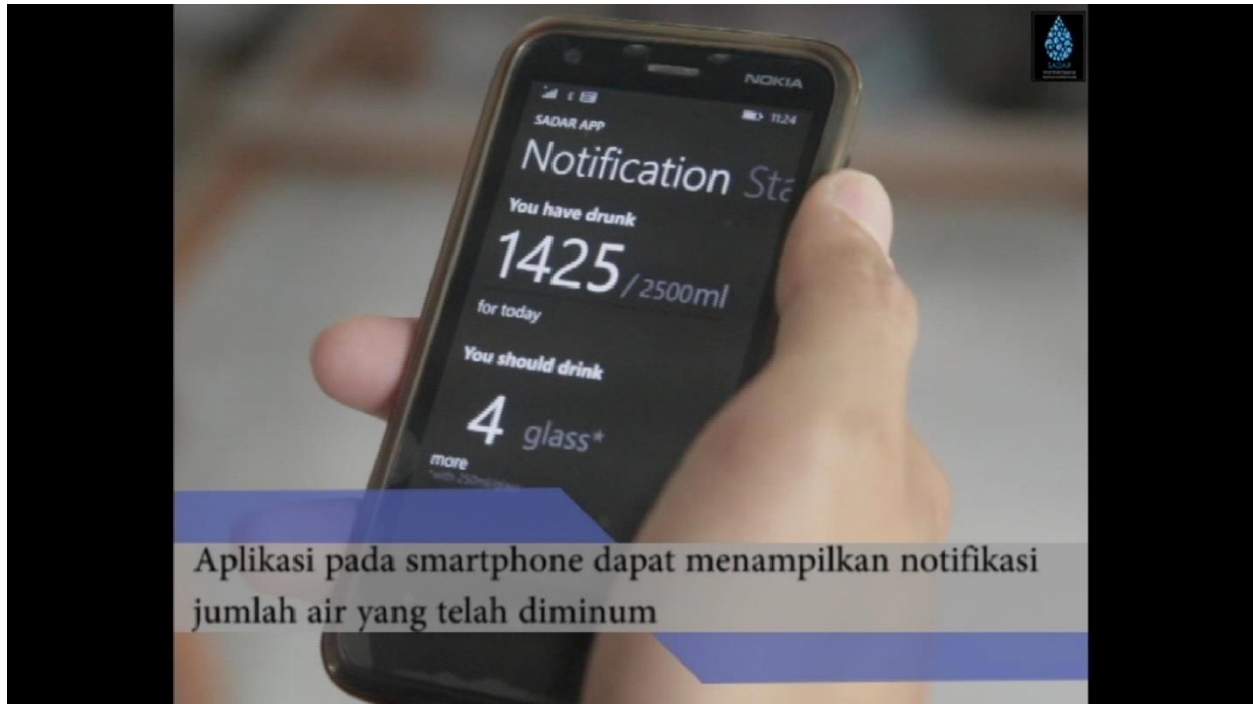 SADAR
NOKIA
11:24
SADAR APP
Notification Sta
You have drunk
1425 / 2500ml
for today
You should drink
4 glass*
more
Aplikasi pada smartphone dapat menampilkan notifikasi
jumlah air yang telah diminum